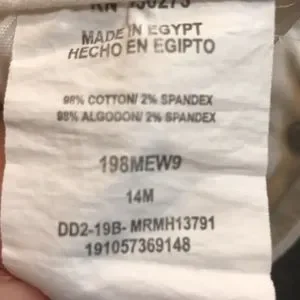 RN
MADE IN EGYPT
HECHO EN EGIPTO
98% COTTON/ 2% SPANDEX
98% ALGODON/ 2% SPANDEX
198MEW9
14M
DD2-19B- MRMH13791
191057369148